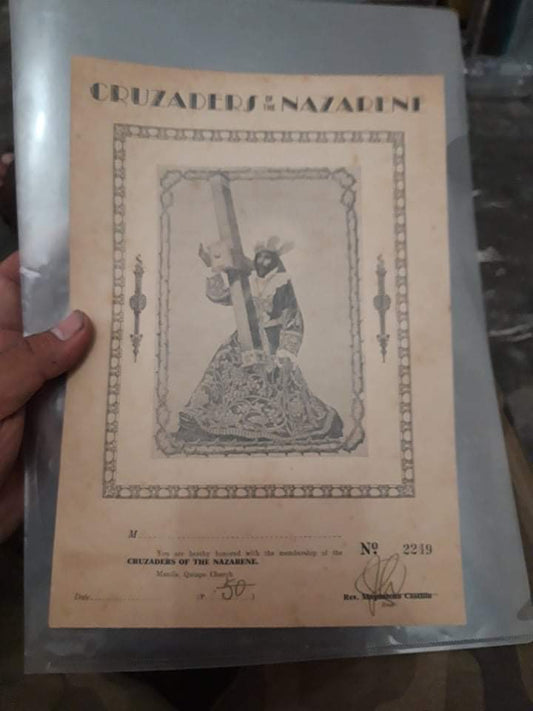 CRUZADERS OF THE NAZARENE
M
You are hereby honored with the membership of the
CRUZADERS OF THE NAZARENE.
Manila, Quiapo Church
Nº 2249
Date (P 50 )
Rev.